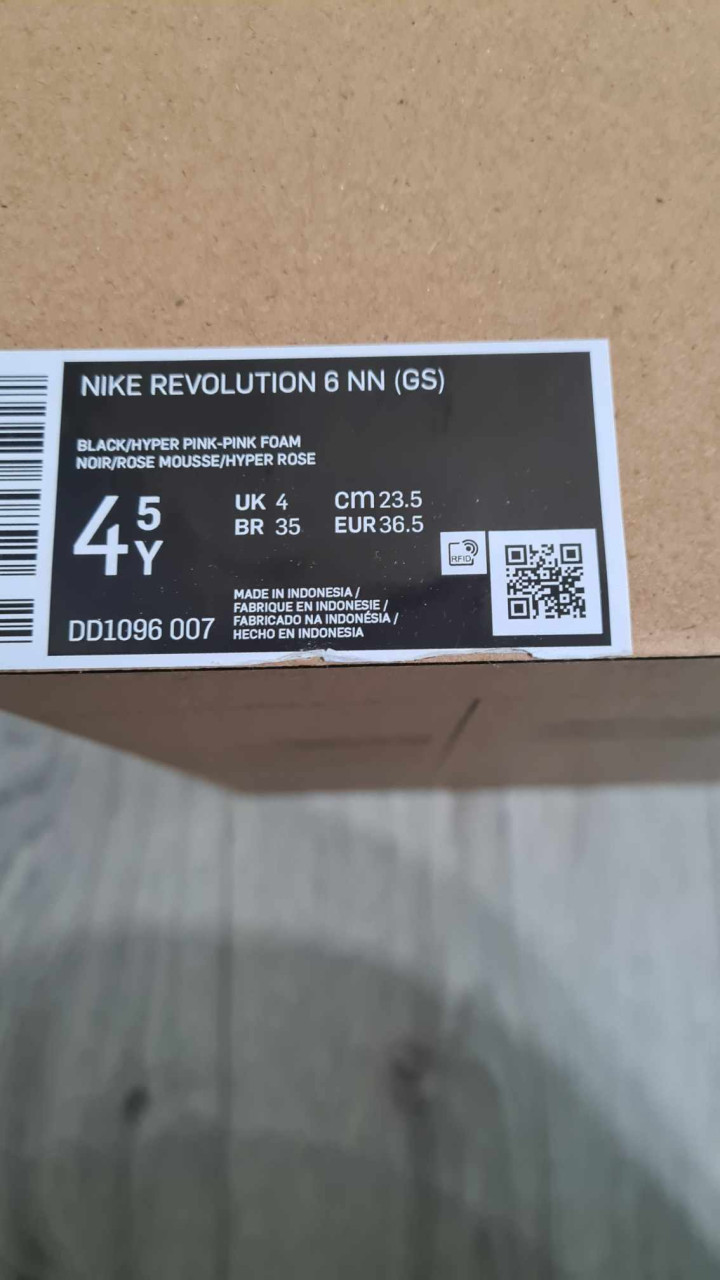 NIKE REVOLUTION 6 NN (GS)
BLACK/HYPER PINK-PINK FOAM
NOIR/ROSE MOUSSE/HYPER ROSE
4 5 Y
UK 4 cm 23.5
BR 35 EUR 36.5
RFID
DD1096 007
MADE IN INDONESIA /
FABRIQUE EN INDONESIE /
FABRICADO NA INDONÉSIA /
HECHO EN INDONESIA